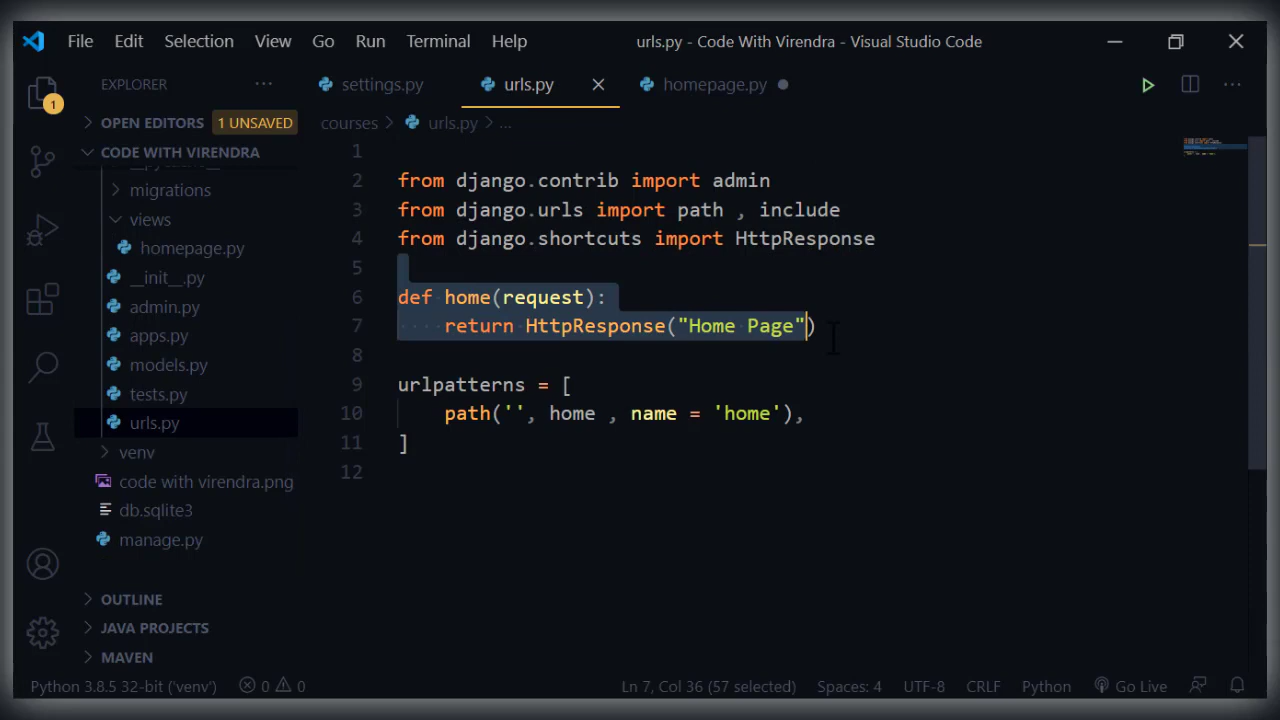 File Edit Selection View Go Run Terminal Help urls.py - Code With Virendra - Visual Studio Code
EXPLORER ··· settings.py urls.py homepage.py ···
1
OPEN EDITORS 1 UNSAVED
courses > urls.py > ...
CODE WITH VIRENDRA
migrations
views
homepage.py
__init__.py
admin.py
apps.py
models.py
tests.py
urls.py
venv
code with virendra.png
db.sqlite3
manage.py
OUTLINE
JAVA PROJECTS
MAVEN
1
2 from django.contrib import admin
3 from django.urls import path , include
4 from django.shortcuts import HttpResponse
5
6 def home(request):
7 ····return HttpResponse("Home Page")
8
9 urlpatterns = [
10 path('', home , name = 'home'),
11 ]
12
Python 3.8.5 32-bit ('venv') 0 0 Ln 7, Col 36 (57 selected) Spaces: 4 UTF-8 CRLF Python Go Live